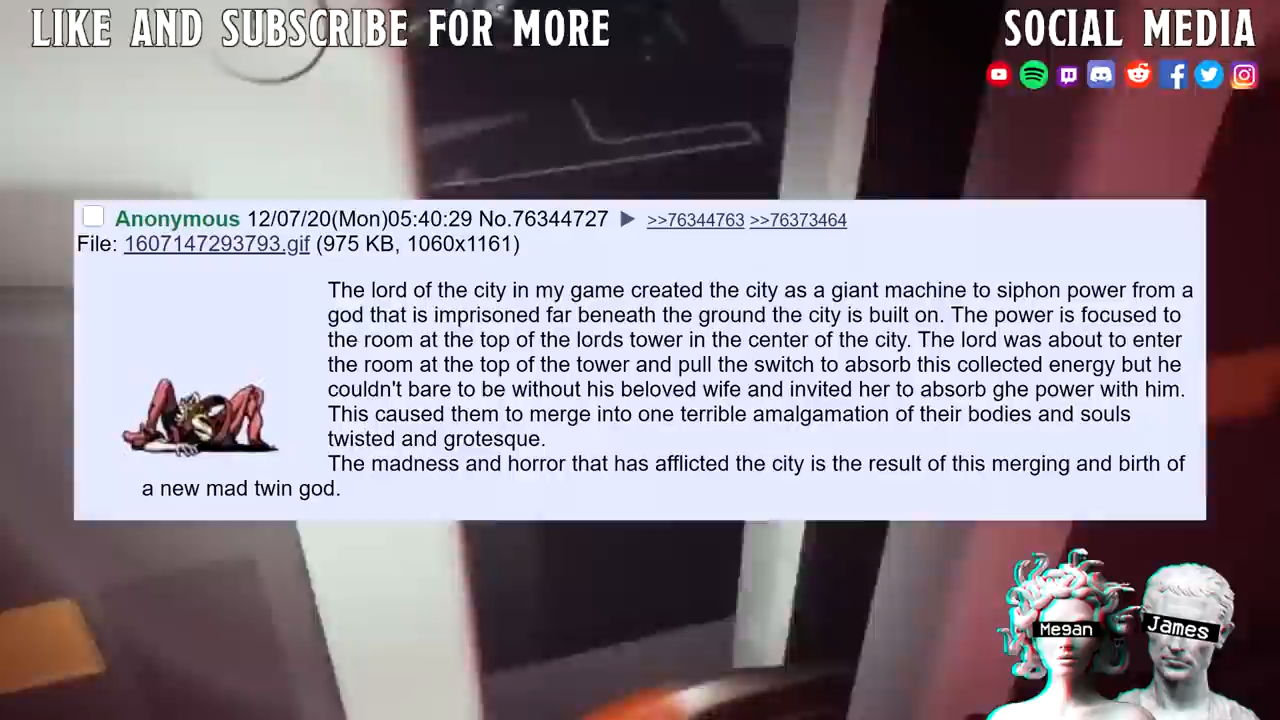 LIKE AND SUBSCRIBE FOR MORE
SOCIAL MEDIA
Anonymous 12/07/20(Mon)05:40:29 No.76344727 ▶ >>76344763 >>76373464
File: 1607147293793.gif (975 KB, 1060x1161)
The lord of the city in my game created the city as a giant machine to siphon power from a
god that is imprisoned far beneath the ground the city is built on. The power is focused to
the room at the top of the lords tower in the center of the city. The lord was about to enter
the room at the top of the tower and pull the switch to absorb this collected energy but he
couldn't bare to be without his beloved wife and invited her to absorb ghe power with him.
This caused them to merge into one terrible amalgamation of their bodies and souls
twisted and grotesque.
The madness and horror that has afflicted the city is the result of this merging and birth of
a new mad twin god.
Megan
James